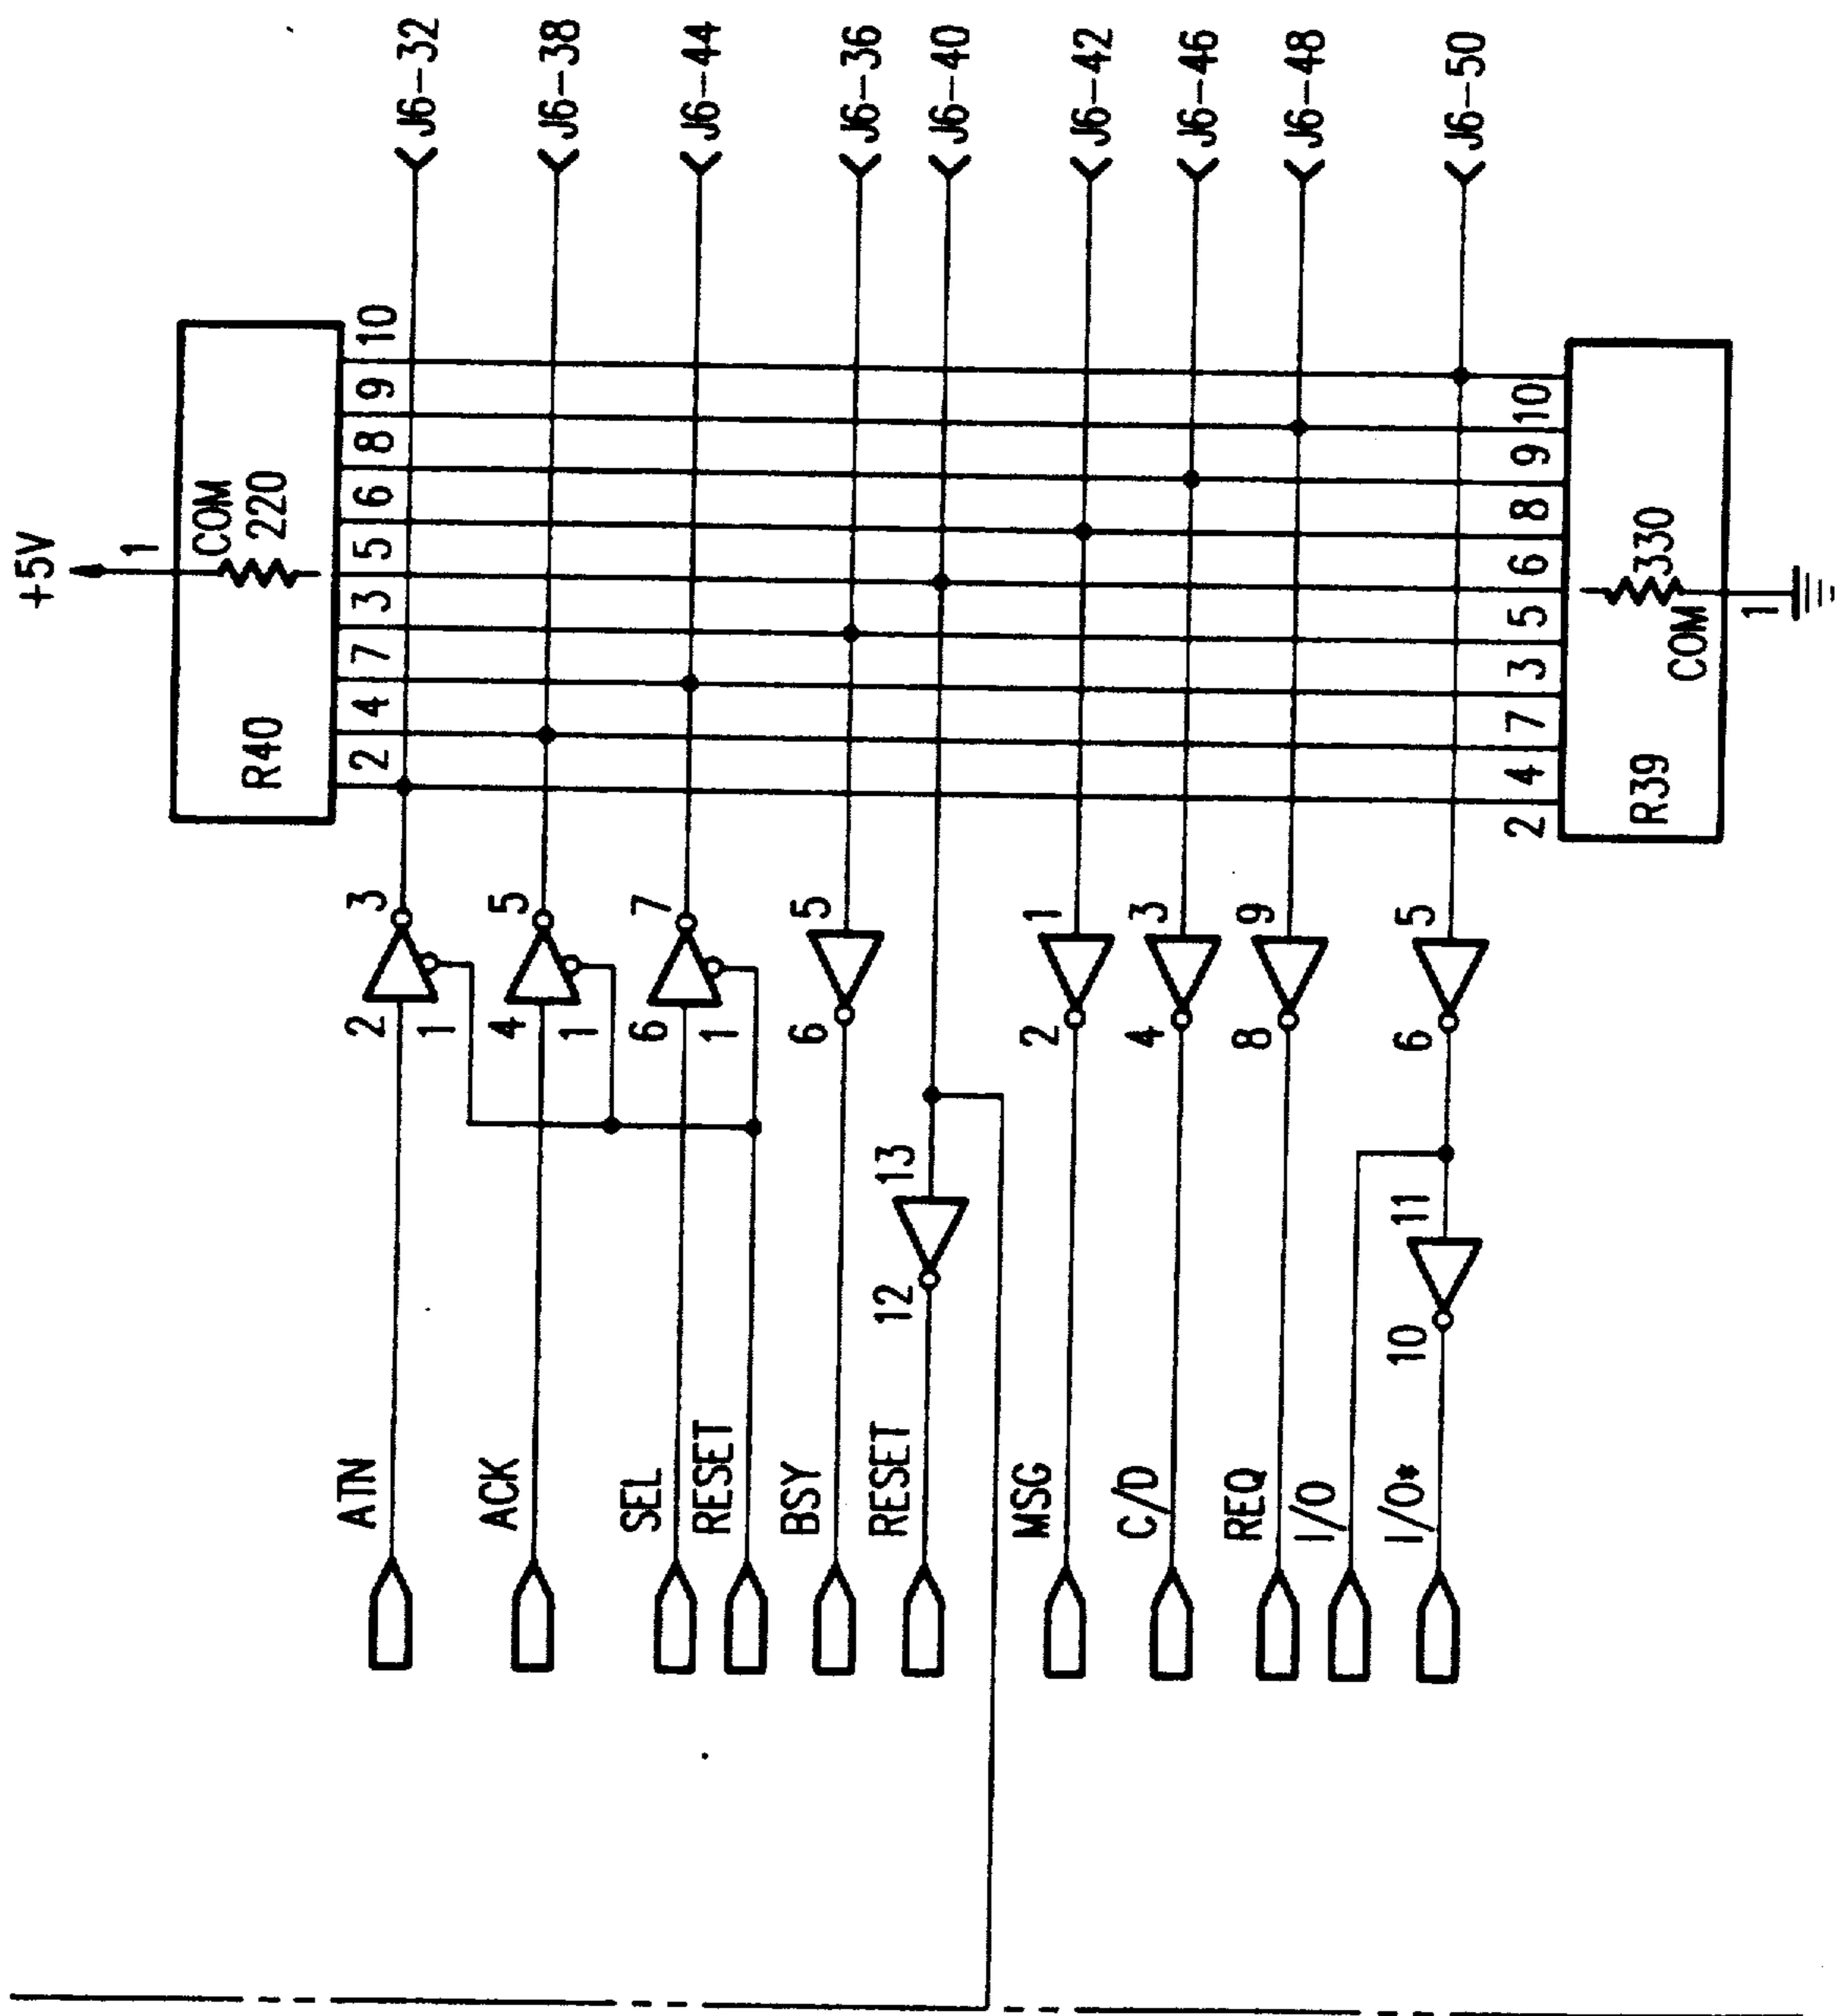 +5V
1
COM
220
R40
2
4
7
3
5
6
8
9
10
J6-32
J6-38
J6-44
J6-36
J6-40
J6-42
J6-46
J6-48
J6-50
2
4
7
3
5
6
8
9
10
330
COM
R39
1
ATN
2
1
3
ACK
4
1
5
SEL
6
1
7
RESET
BSY
6
5
RESET
12
13
MSG
2
1
C/D
4
3
REQ
8
9
I/O
6
5
I/O*
10
11